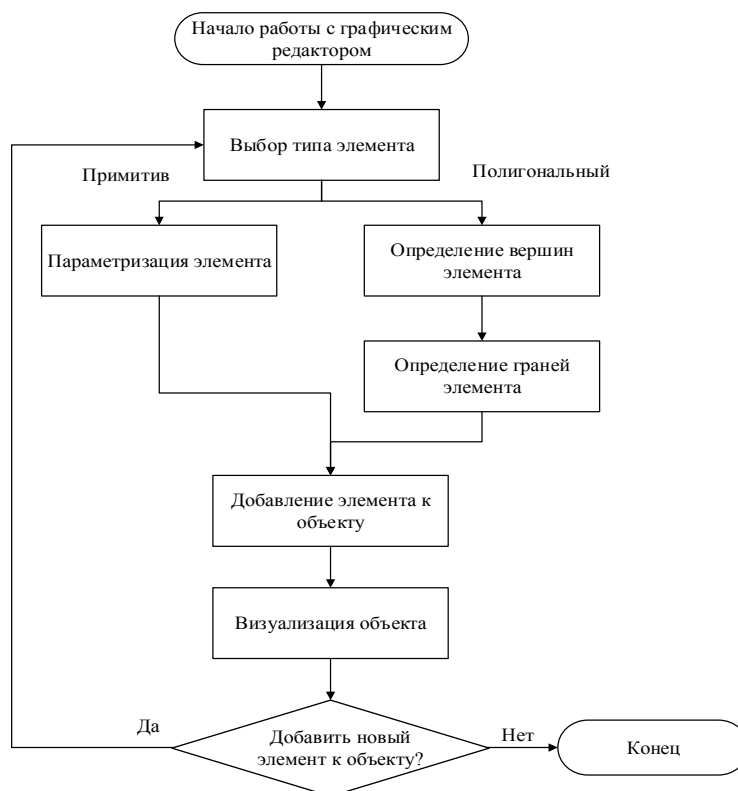 Начало работы с графическим
редактором
Выбор типа элемента
Примитив
Полигональный
Параметризация элемента
Определение вершин
элемента
Определение граней
элемента
Добавление элемента к
объекту
Визуализация объекта
Да
Добавить новый
элемент к объекту?
Нет
Конец